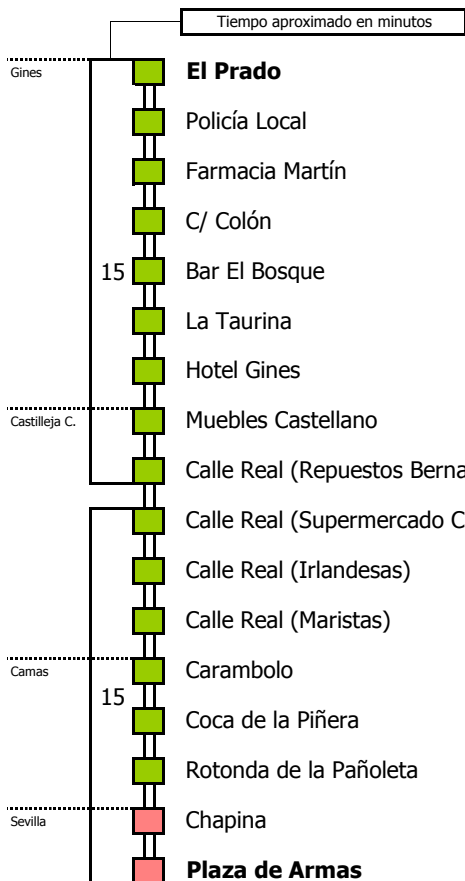 Tiempo aproximado en minutos
Gines
El Prado
Policía Local
Farmacia Martín
C/ Colón
15
Bar El Bosque
La Taurina
Hotel Gines
Castilleja C.
Muebles Castellano
Calle Real (Repuestos Berna
Calle Real (Supermercado C
Calle Real (Irlandesas)
Calle Real (Maristas)
Camas
Carambolo
15
Coca de la Piñera
Rotonda de la Pañoleta
Sevilla
Chapina
Plaza de Armas